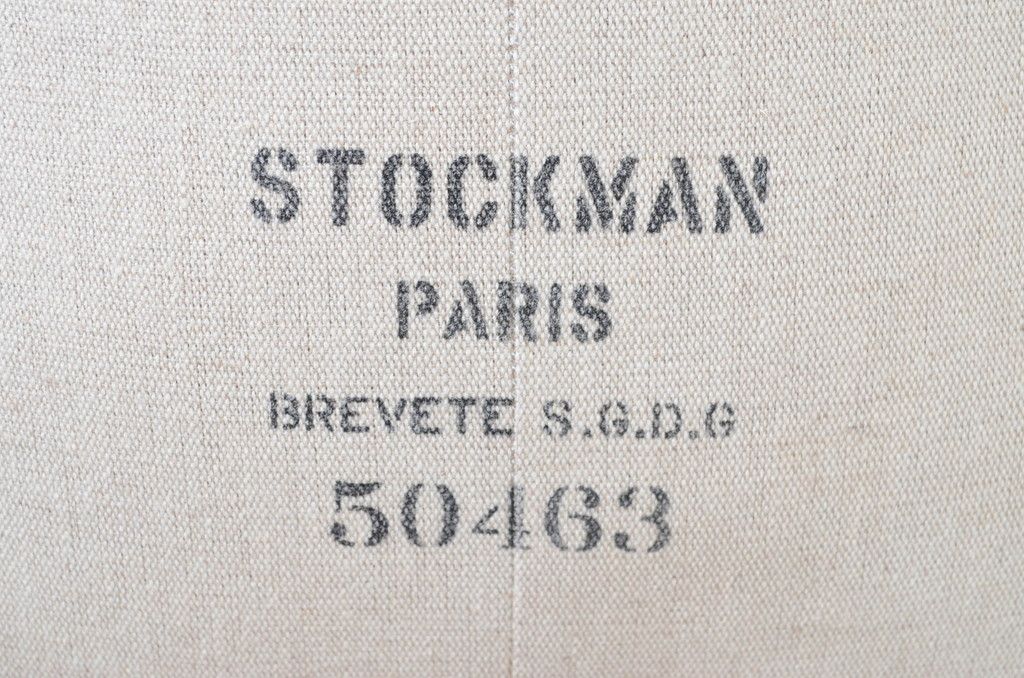 STOCKMAN
PARIS
BREVETE S.G.D.G
50463